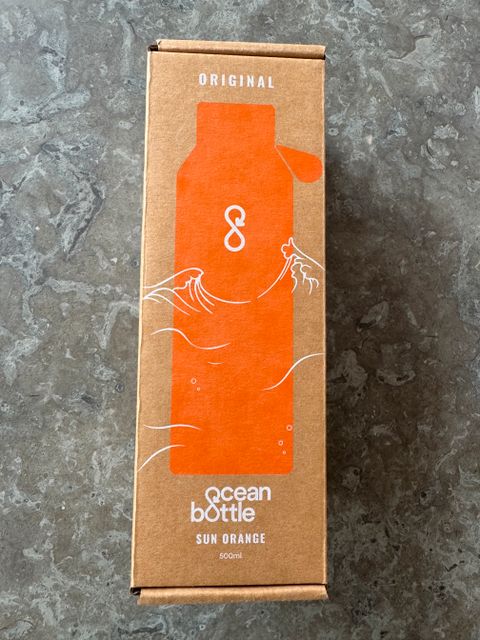 ORIGINAL
ocean
bottle
SUN ORANGE
500ml